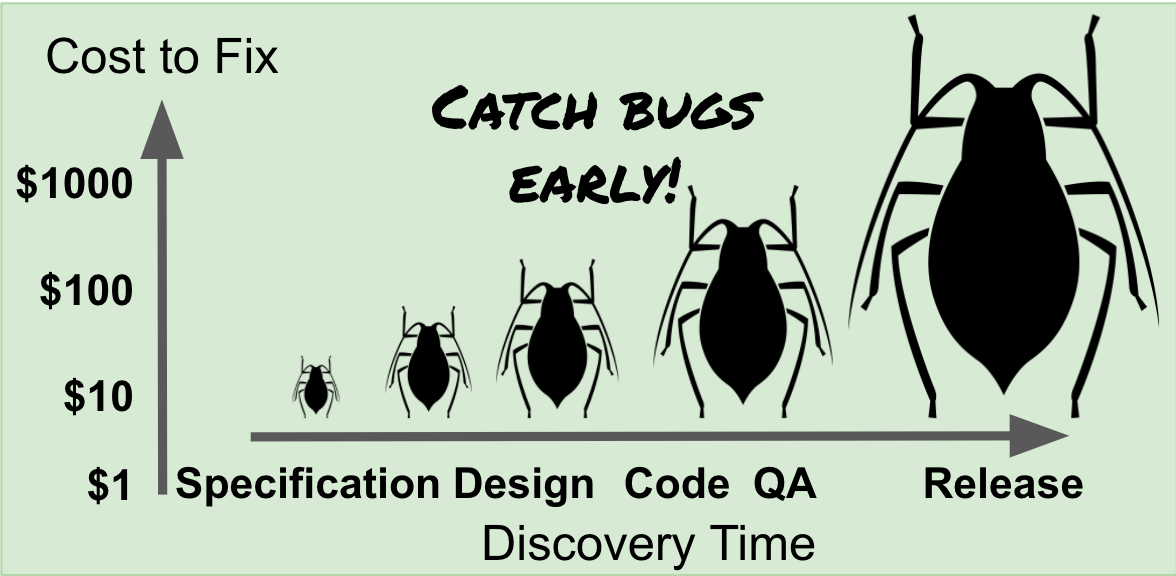 Cost to Fix
CATCH BUGS
EARLY!
$1000
$100
$10
$1
Specification Design Code QA Release
Discovery Time